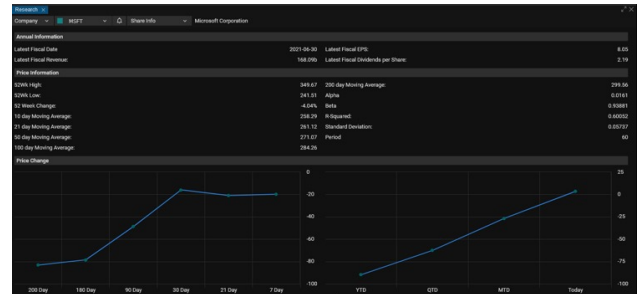 Research ×
Company MSFT Share Info Microsoft Corporation
Annual Information
Latest Fiscal Date 2021-06-30 Latest Fiscal EPS: 8.05
Latest Fiscal Revenue: 168.09b Latest Fiscal Dividends per Share: 2.19
Price Information
52Wk High: 349.67 200 day Moving Average: 299.56
52Wk Low: 241.51 Alpha 0.0161
52 Week Change: -4.04% Beta 0.93881
10 day Moving Average: 258.39 R-Squared: 0.60052
21 day Moving Average: 261.12 Standard Deviation: 0.05737
50 day Moving Average: 271.07 Period 60
100 day Moving Average: 284.26
Price Change
0 25
-20 0
-40 -25
-60 -50
-80 -75
-100 -100
200 Day 180 Day 90 Day 30 Day 21 Day 7 Day YTD QTD MTD Today